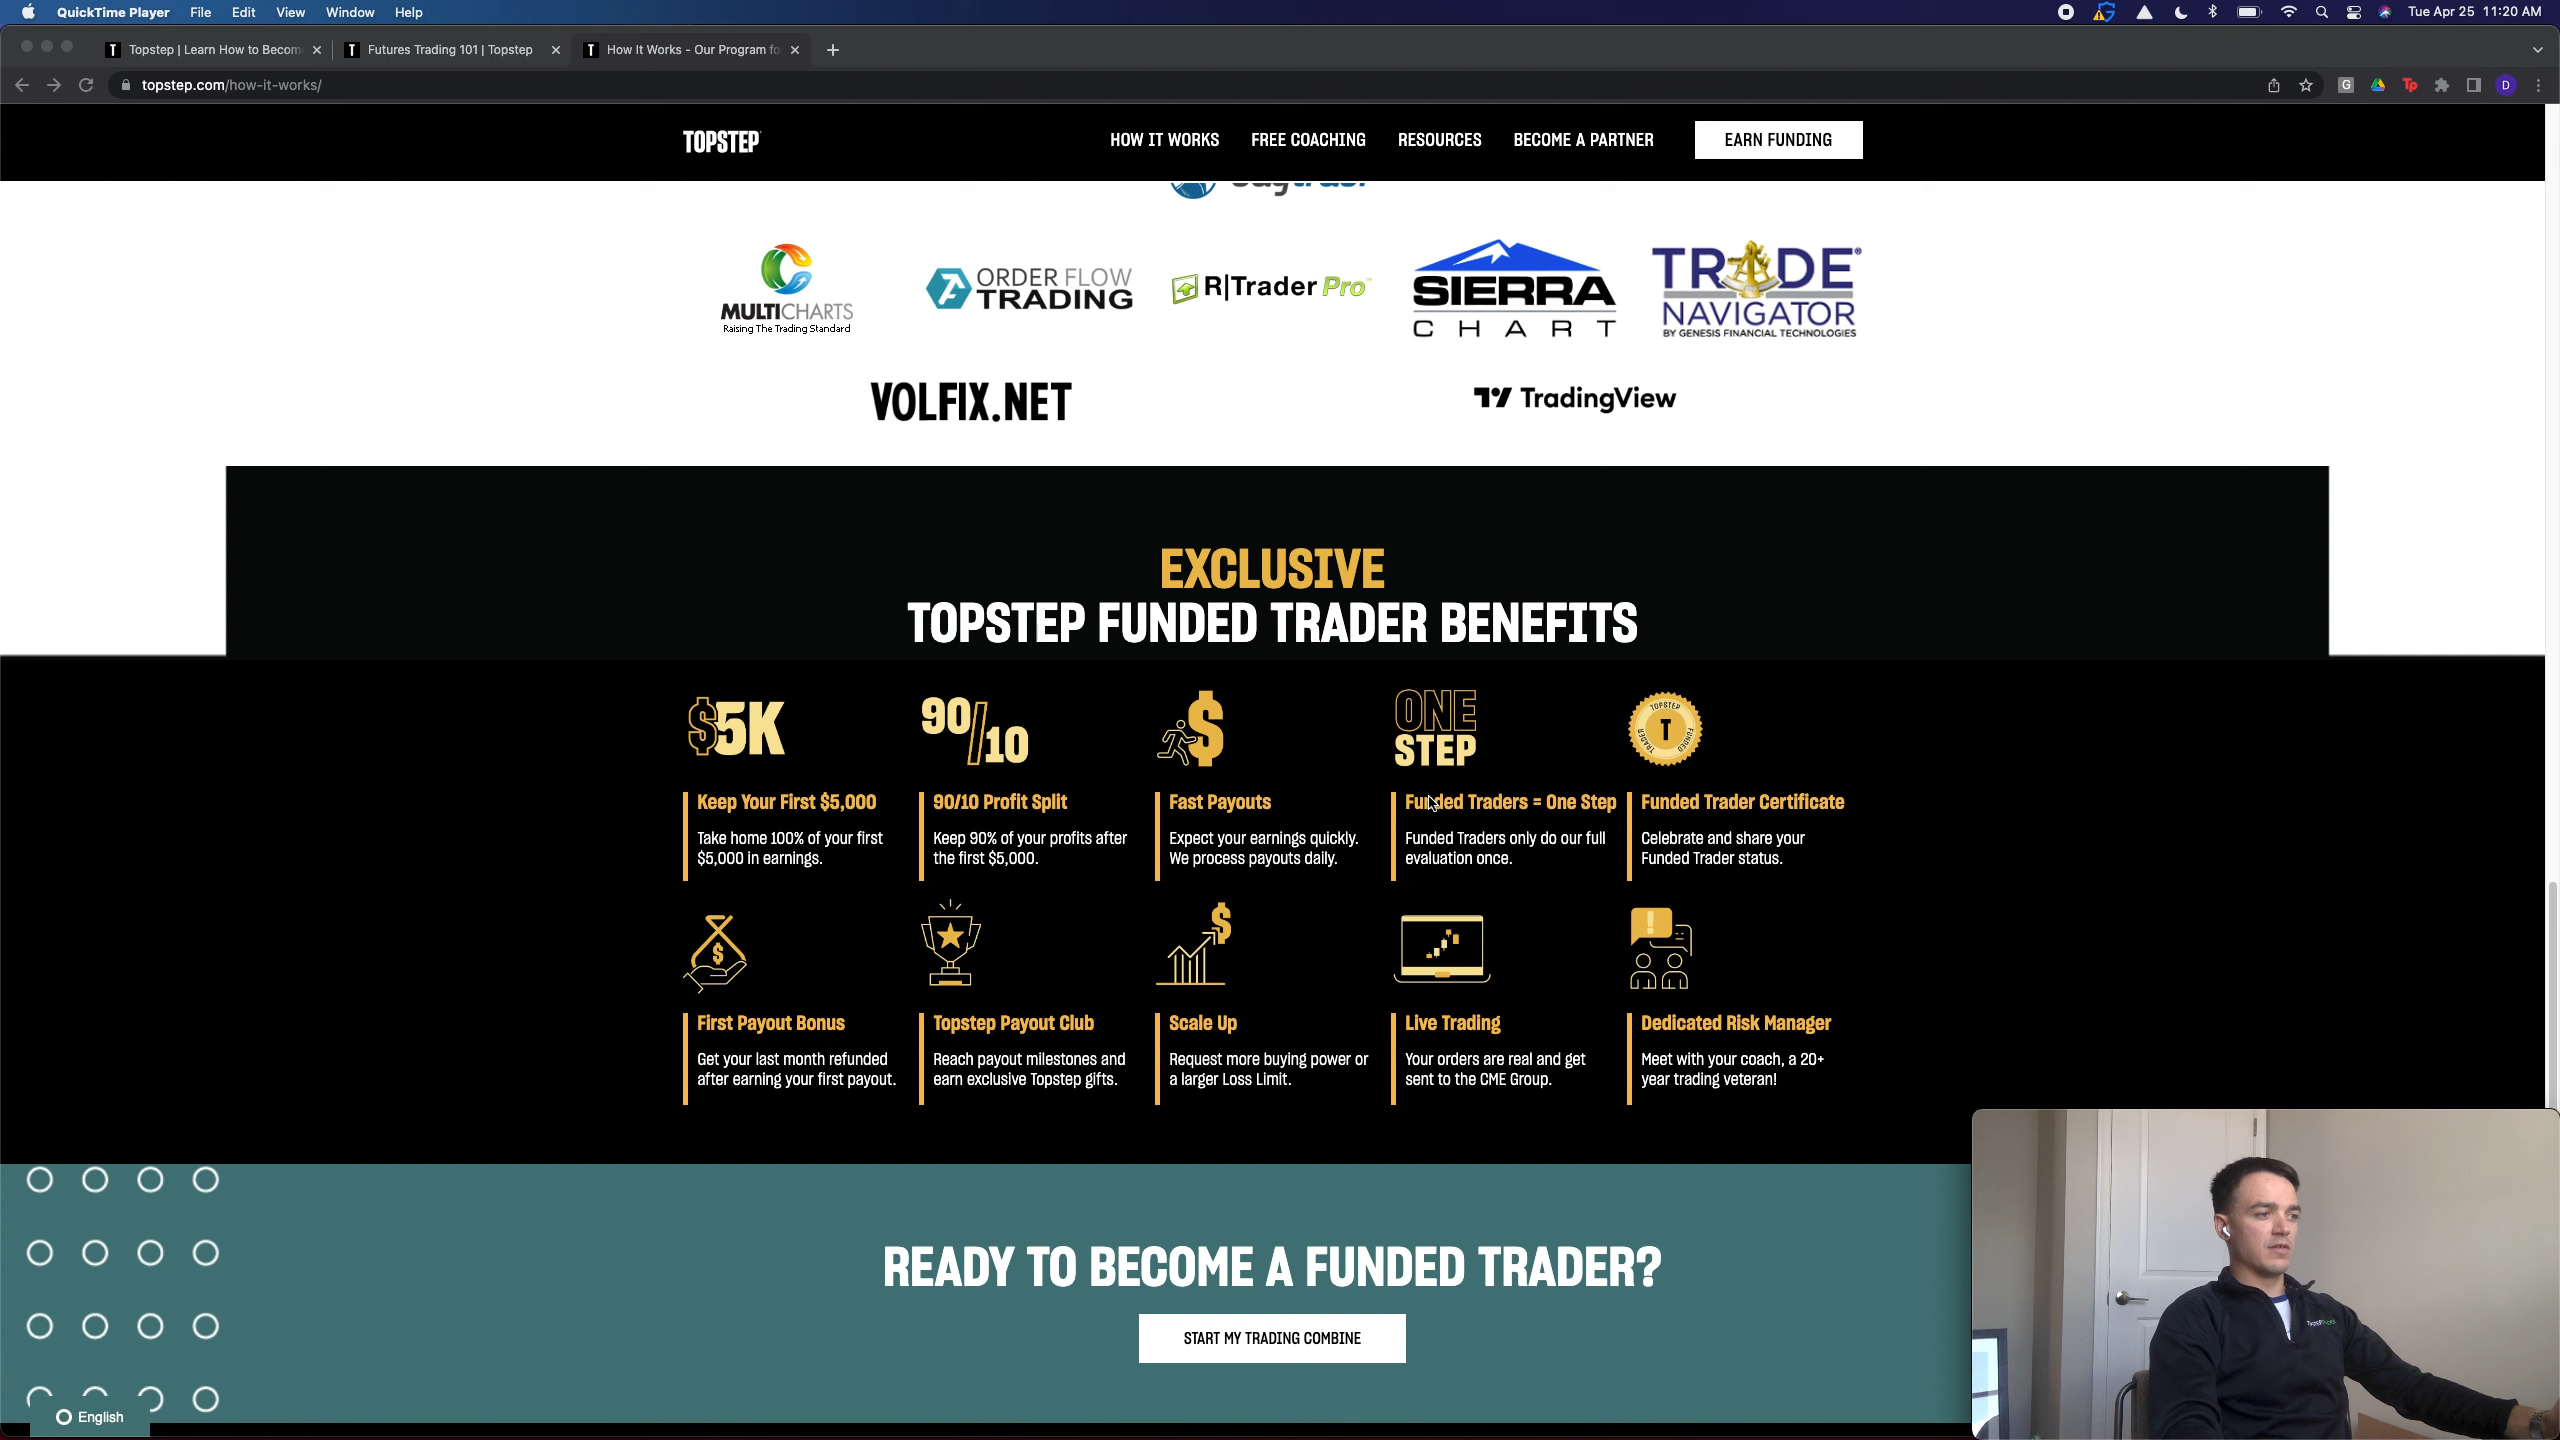 QuickTime Player File Edit View Window Help
Tue Apr 25 11:20 AM
Topstep | Learn How to Becom
Futures Trading 101 | Topstep
How It Works - Our Program fo
topstep.com/how-it-works/
G
Tp
D
TOPSTEP
HOW IT WORKS
FREE COACHING
RESOURCES
BECOME A PARTNER
EARN FUNDING
MULTICHARTS
Raising The Trading Standard
ORDER FLOW
TRADING
R|Trader Pro™
SIERRA
CHART
TRADE®
NAVIGATOR
BY GENESIS FINANCIAL TECHNOLOGIES
VOLFIX.NET
TradingView
EXCLUSIVE
TOPSTEP FUNDED TRADER BENEFITS
$5K
90/10
$
ONE
STEP
TOPSTEP
T
FUNDED
TRADER
Keep Your First $5,000
Take home 100% of your first
$5,000 in earnings.
90/10 Profit Split
Keep 90% of your profits after
the first $5,000.
Fast Payouts
Expect your earnings quickly.
We process payouts daily.
Funded Traders = One Step
Funded Traders only do our full
evaluation once.
Funded Trader Certificate
Celebrate and share your
Funded Trader status.
$
$
!
First Payout Bonus
Get your last month refunded
after earning your first payout.
Topstep Payout Club
Reach payout milestones and
earn exclusive Topstep gifts.
Scale Up
Request more buying power or
a larger Loss Limit.
Live Trading
Your orders are real and get
sent to the CME Group.
Dedicated Risk Manager
Meet with your coach, a 20+
year trading veteran!
READY TO BECOME A FUNDED TRADER?
START MY TRADING COMBINE
English